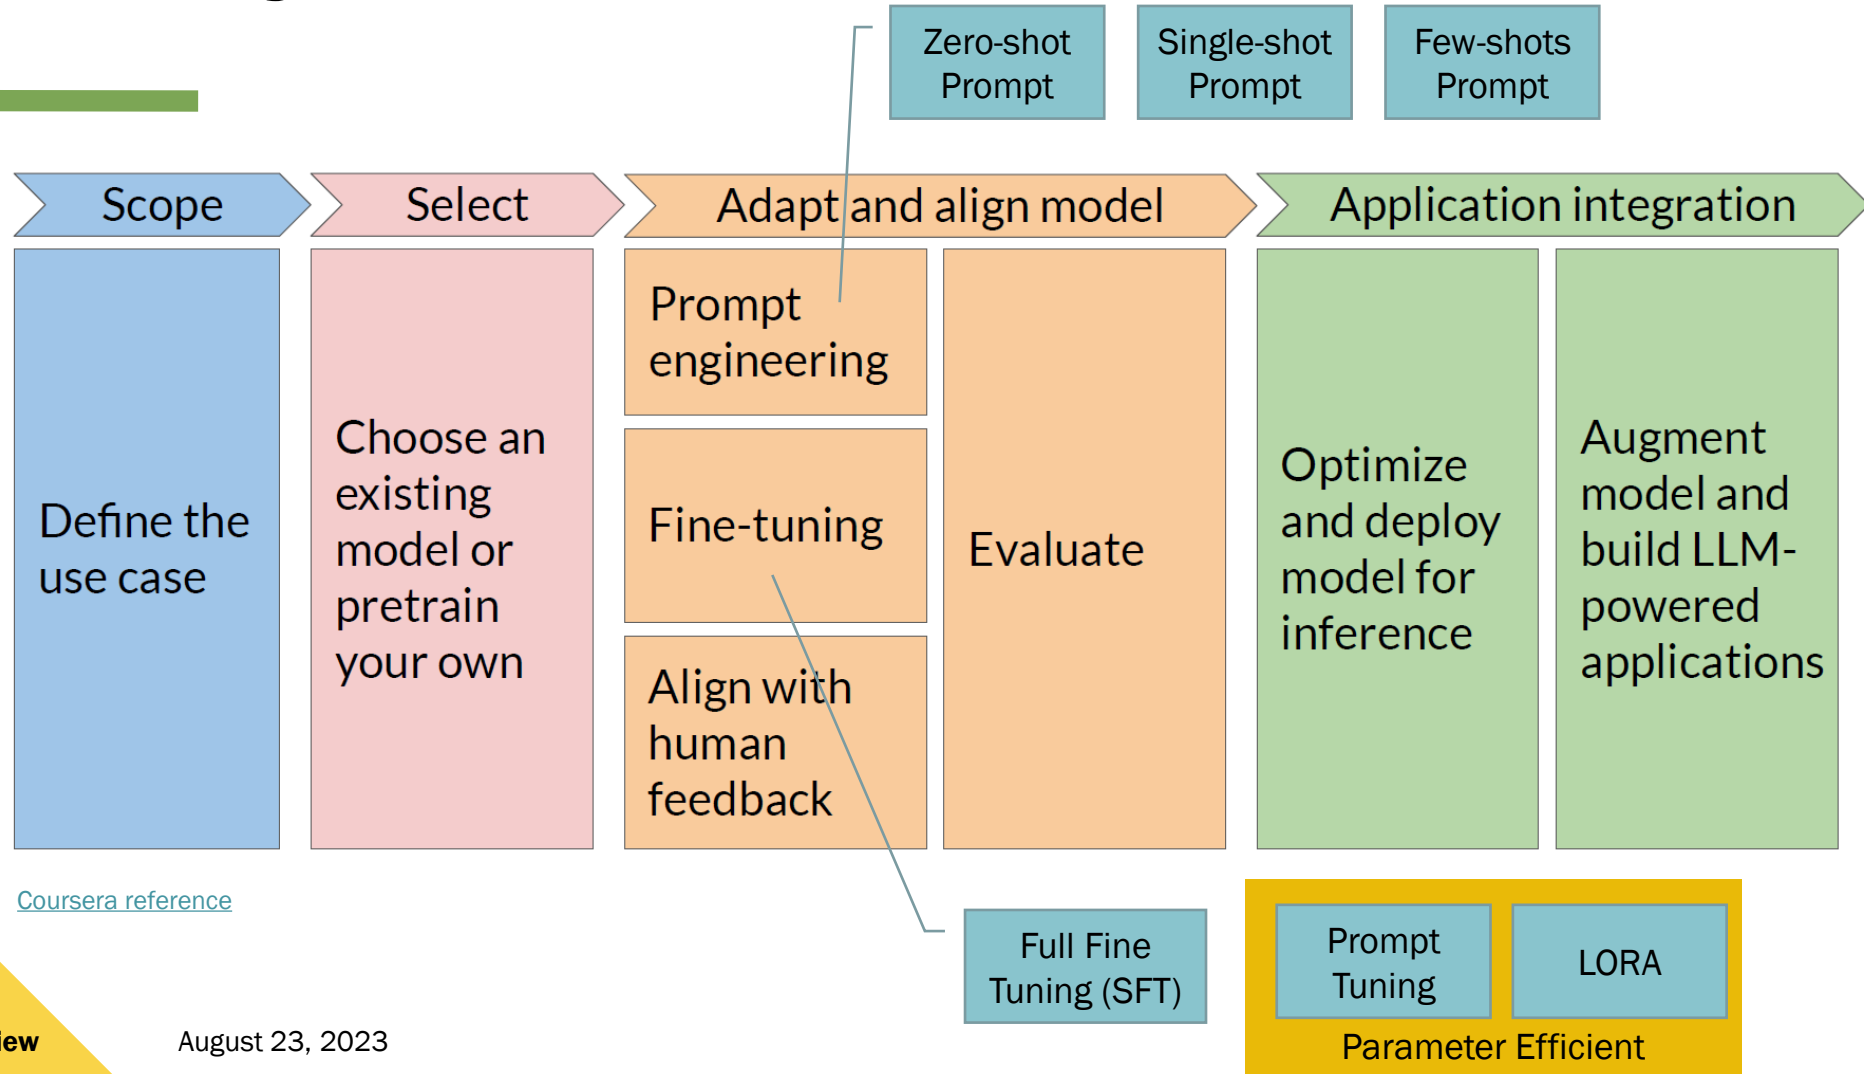 Zero-shot
Prompt
Single-shot
Prompt
Few-shots
Prompt
Scope
Select
Adapt and align model
Application integration
Define the
use case
Choose an
existing
model or
pretrain
your own
Prompt
engineering
Fine-tuning
Align with
human
feedback
Evaluate
Optimize
and deploy
model for
inference
Augment
model and
build LLM-
powered
applications
Coursera reference
Full Fine
Tuning (SFT)
Prompt
Tuning
LORA
Parameter Efficient
iew
August 23, 2023